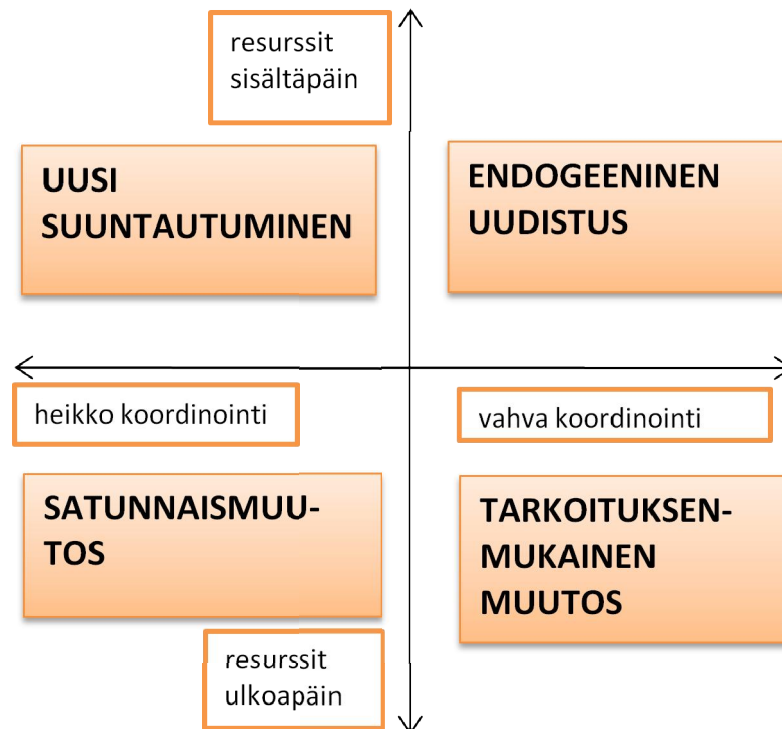 resurssit
sisältäpäin
UUSI
SUUNTAUTUMINEN
ENDOGEENINEN
UUDISTUS
heikko koordinointi
vahva koordinointi
SATUNNAISMUU-
TOS
TARKOITUKSEN-
MUKAINEN
MUUTOS
resurssit
ulkoapäin